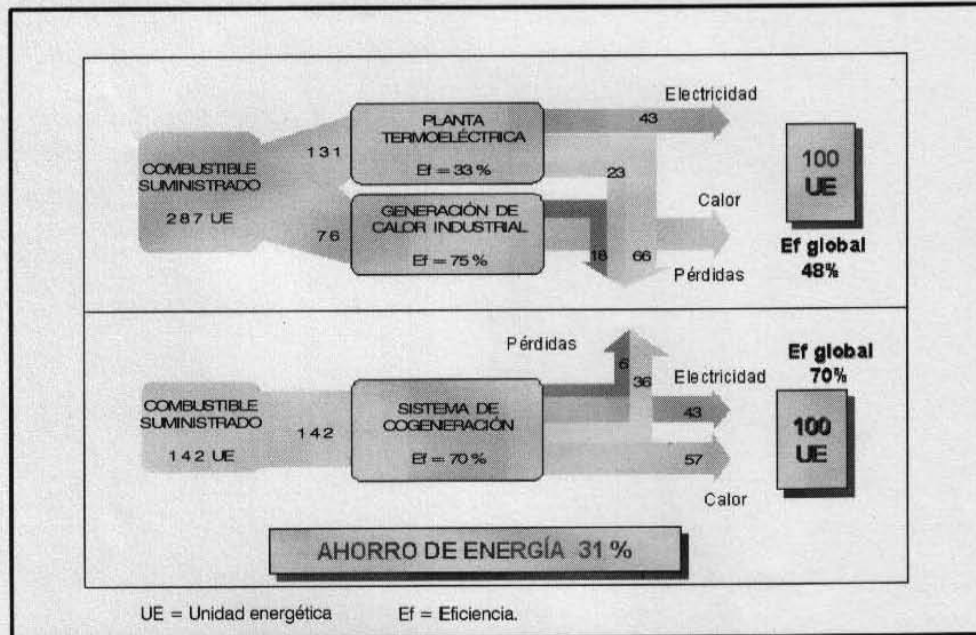 COMBUSTIBLE
SUMINISTRADO
287 UE
131
76
PLANTA
TERMOELÉCTRICA
Ef = 33 %
GENERACIÓN DE
CALOR INDUSTRIAL
Ef = 75 %
Electricidad
43
23
Calor
18
66
Pérdidas
100
UE
Ef global
48%
COMBUSTIBLE
SUMINISTRADO
142 UE
142
SISTEMA DE
COGENERACIÓN
Ef = 70 %
Pérdidas
6
36
Electricidad
43
57
Calor
Ef global
70%
100
UE
AHORRO DE ENERGÍA 31 %
UE = Unidad energética Ef = Eficiencia.